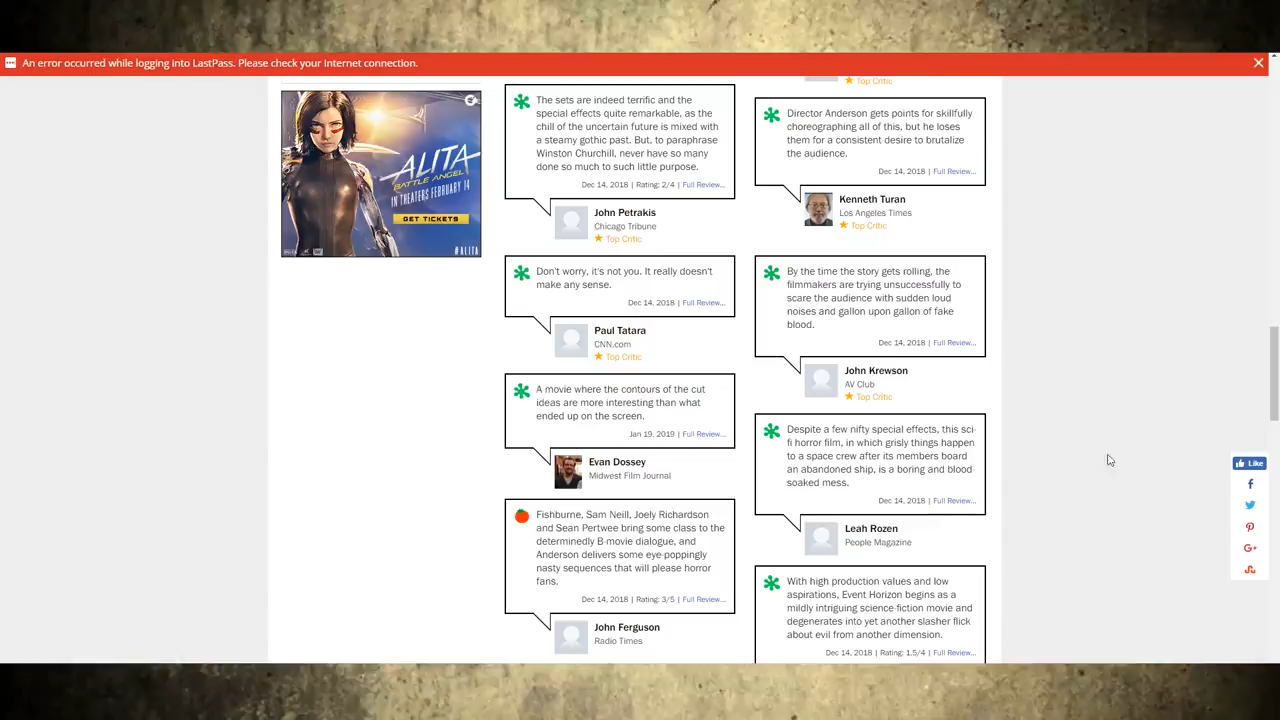 An error occurred while logging into LastPass. Please check your Internet connection.
ALITA
BATTLE ANGEL
IN THEATERS FEBRUARY 14
GET TICKETS
#ALITA
The sets are indeed terrific and the
special effects quite remarkable, as the
chill of the uncertain future is mixed with
a steamy gothic past. But, to paraphrase
Winston Churchill, never have so many
done so much to such little purpose.
Dec 14, 2018 | Rating: 2/4 | Full Review...
John Petrakis
Chicago Tribune
Top Critic
Don't worry, it's not you. It really doesn't
make any sense.
Dec 14, 2018 | Full Review...
Paul Tatara
CNN.com
Top Critic
A movie where the contours of the cut
ideas are more interesting than what
ended up on the screen.
Jan 19, 2019 | Full Review...
Evan Dossey
Midwest Film Journal
Fishburne, Sam Neill, Joely Richardson
and Sean Pertwee bring some class to the
determinedly B-movie dialogue, and
Anderson delivers some eye-poppingly
nasty sequences that will please horror
fans.
Dec 14, 2018 | Rating: 3/5 | Full Review...
John Ferguson
Radio Times
Top Critic
Director Anderson gets points for skillfully
choreographing all of this, but he loses
them for a consistent desire to brutalize
the audience.
Dec 14, 2018 | Full Review...
Kenneth Turan
Los Angeles Times
Top Critic
By the time the story gets rolling, the
filmmakers are trying unsuccessfully to
scare the audience with sudden loud
noises and gallon upon gallon of fake
blood.
Dec 14, 2018 | Full Review...
John Krewson
AV Club
Top Critic
Despite a few nifty special effects, this sci-
fi horror film, in which grisly things happen
to a space crew after its members board
an abandoned ship, is a boring and blood-
soaked mess.
Dec 14, 2018 | Full Review...
Leah Rozen
People Magazine
With high production values and low
aspirations, Event Horizon begins as a
mildly intriguing science-fiction movie and
degenerates into yet another slasher flick
about evil from another dimension.
Dec 14, 2018 | Rating: 1.5/4 | Full Review...
Like